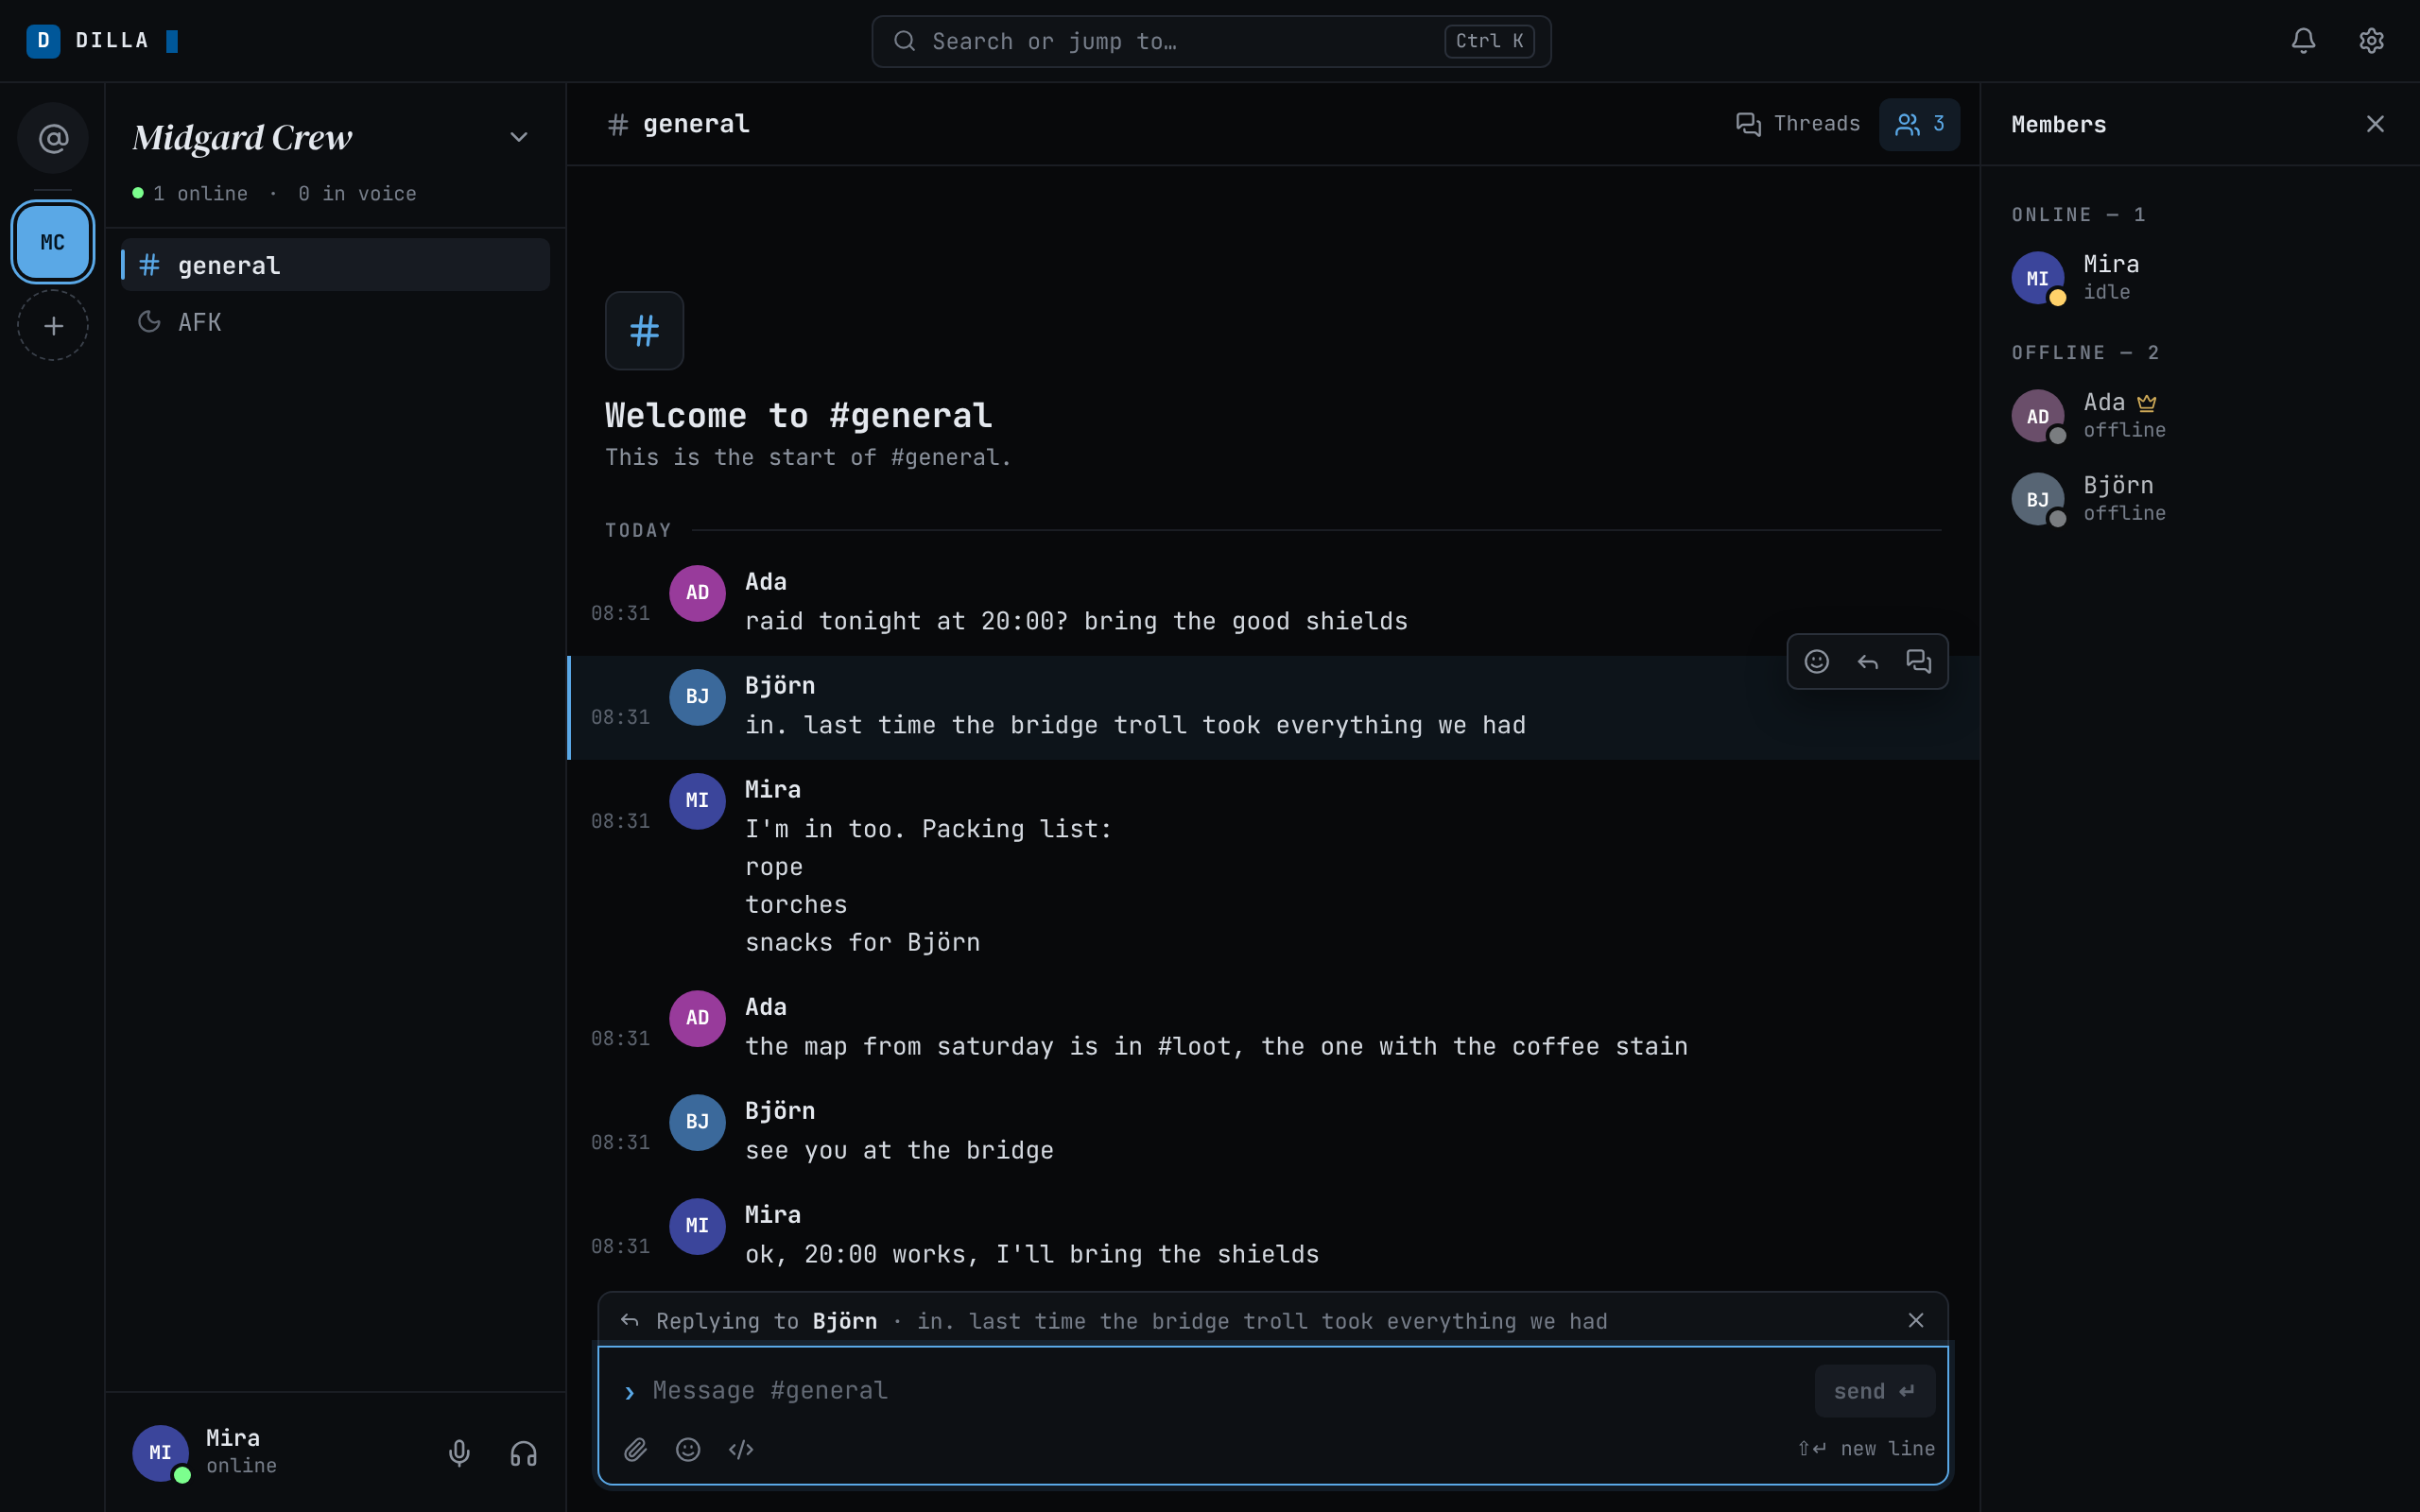 D DILLA
Search or jump to… Ctrl K
Midgard Crew
1 online · 0 in voice
MC
general
AFK
Mira
online
MI
general
Threads
3
Welcome to #general
This is the start of #general.
TODAY
AD Ada
08:31 raid tonight at 20:00? bring the good shields
BJ Björn
08:31 in. last time the bridge troll took everything we had
MI Mira
08:31 I'm in too. Packing list:
rope
torches
snacks for Björn
AD Ada
08:31 the map from saturday is in #loot, the one with the coffee stain
BJ Björn
08:31 see you at the bridge
MI Mira
08:31 ok, 20:00 works, I'll bring the shields
Replying to Björn · in. last time the bridge troll took everything we had
› Message #general
send ↵
⇧↵ new line
Members
ONLINE — 1
MI Mira
idle
OFFLINE — 2
AD Ada
offline
BJ Björn
offline